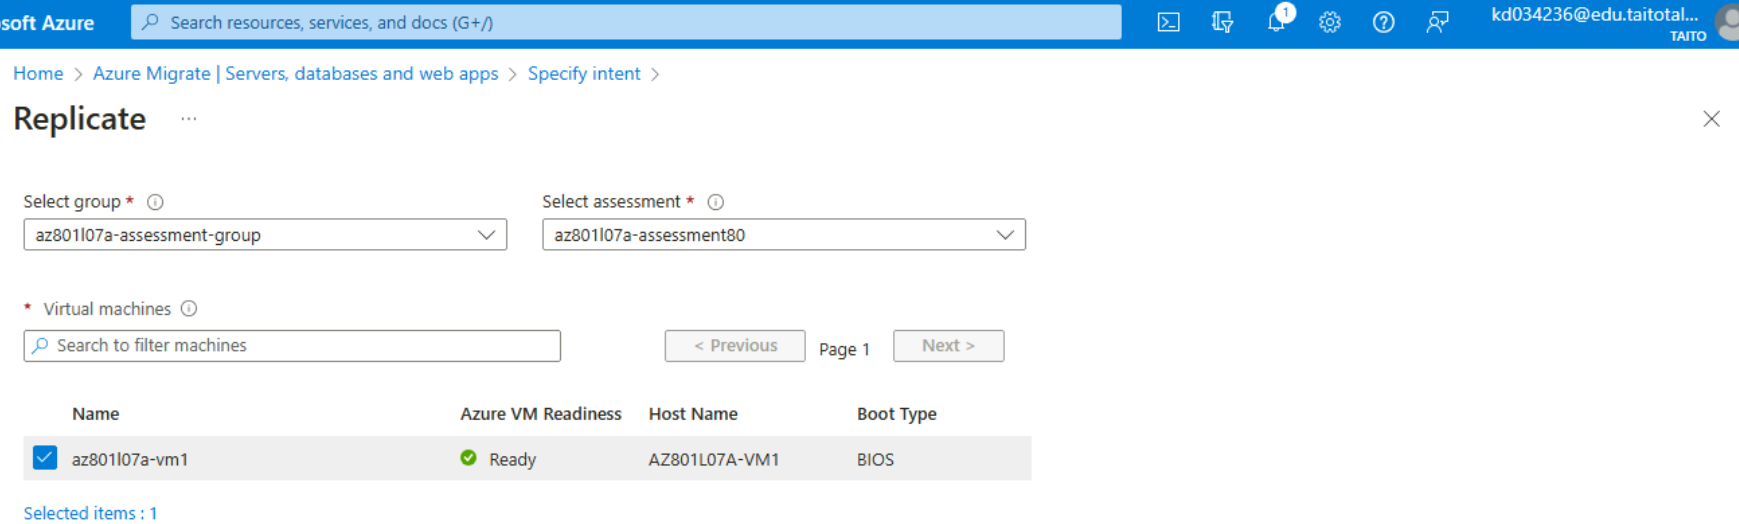 soft Azure
Search resources, services, and docs (G+/)
1
kd034236@edu.taitotal...
TAITO
Home > Azure Migrate | Servers, databases and web apps > Specify intent >
Replicate ...
Select group *
Select assessment *
az801l07a-assessment-group
az801l07a-assessment80
* Virtual machines
Search to filter machines
< Previous
Page 1
Next >
Name Azure VM Readiness Host Name Boot Type
az801l07a-vm1 Ready AZ801L07A-VM1 BIOS
Selected items : 1